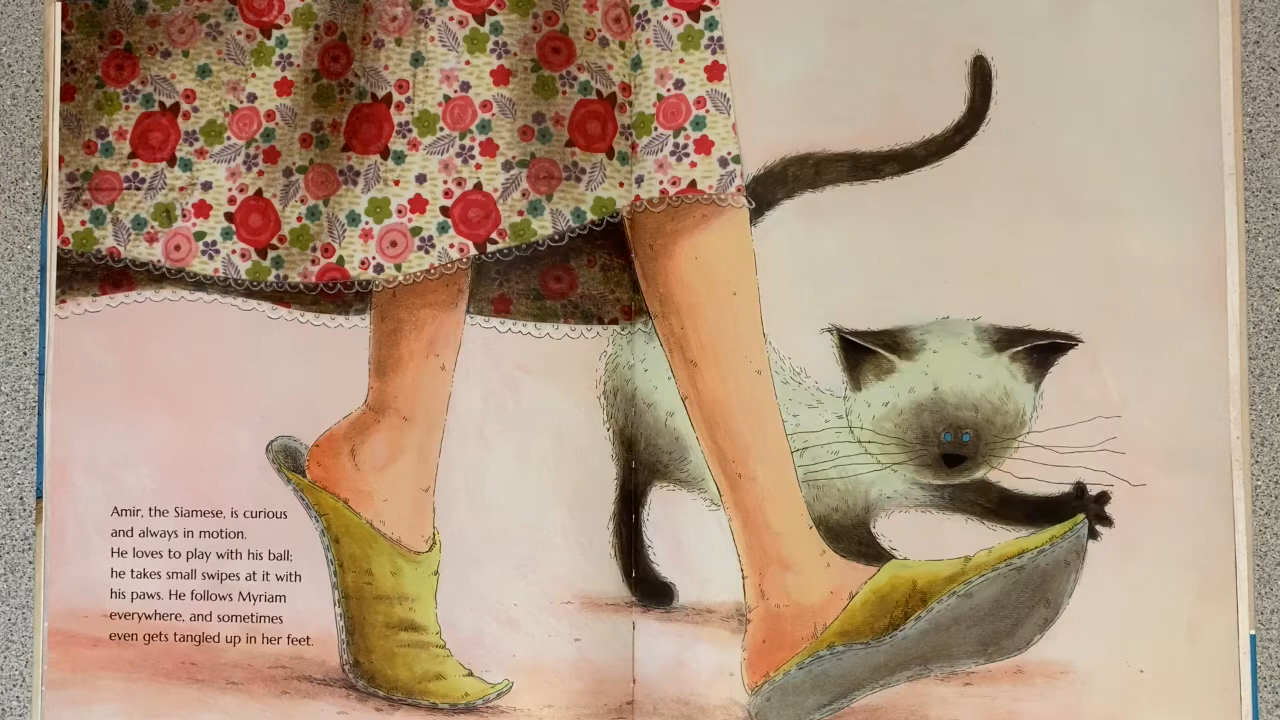 Amir, the Siamese, is curious
and always in motion.
He loves to play with his ball;
he takes small swipes at it with
his paws. He follows Myriam
everywhere, and sometimes
even gets tangled up in her feet.